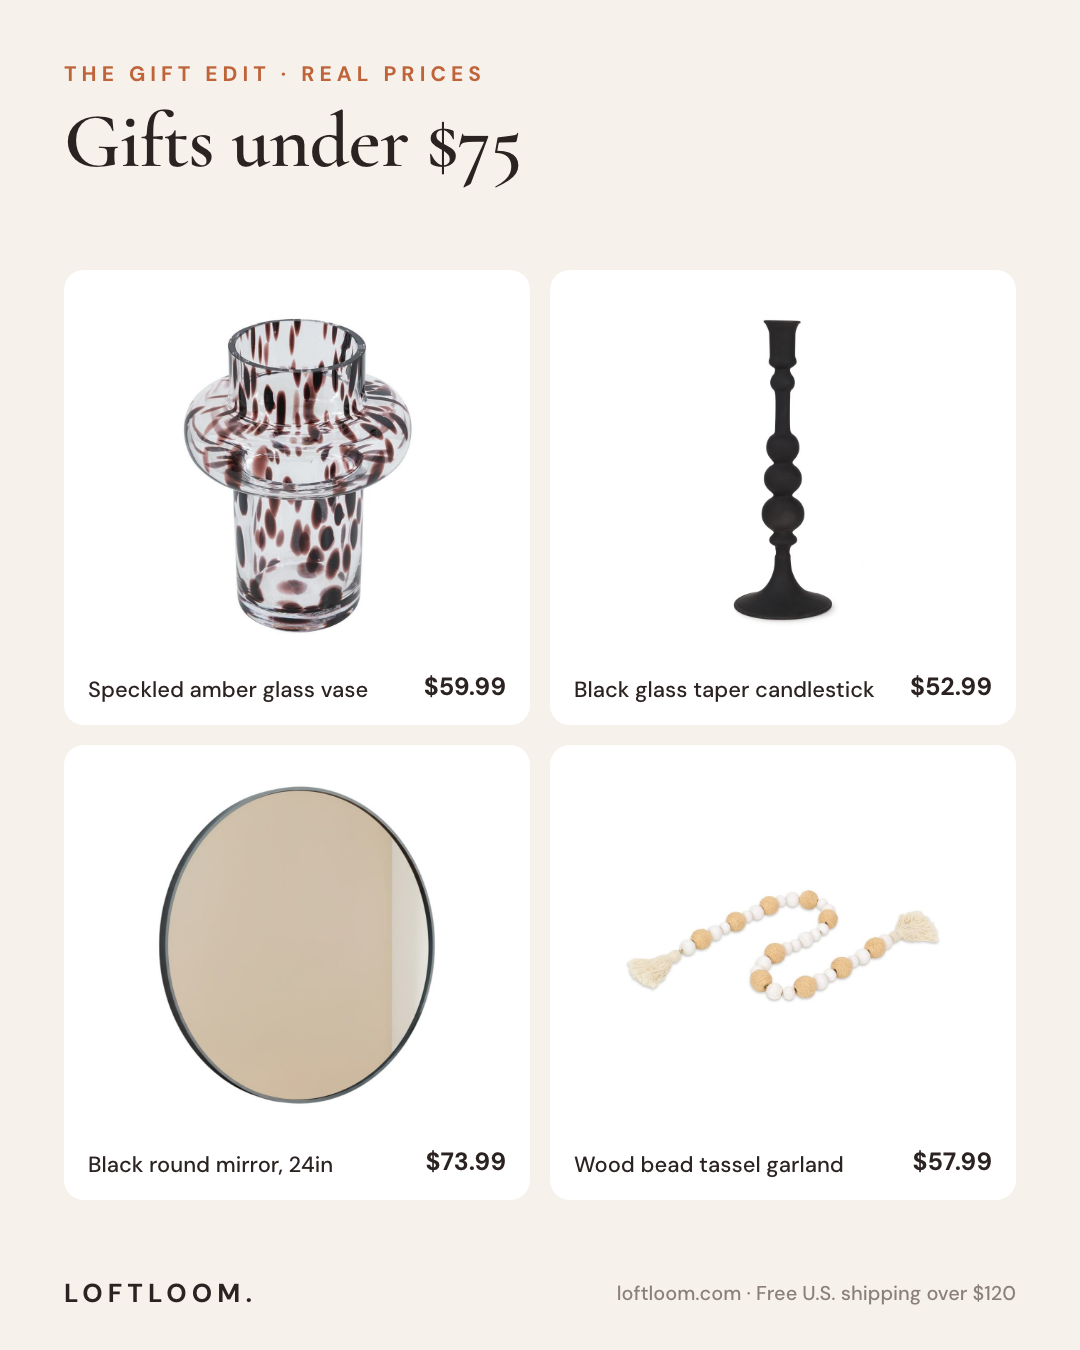 THE GIFT EDIT · REAL PRICES
Gifts under $75
Speckled amber glass vase $59.99
Black glass taper candlestick $52.99
Black round mirror, 24in $73.99
Wood bead tassel garland $57.99
LOFTLOOM.
loftloom.com · Free U.S. shipping over $120